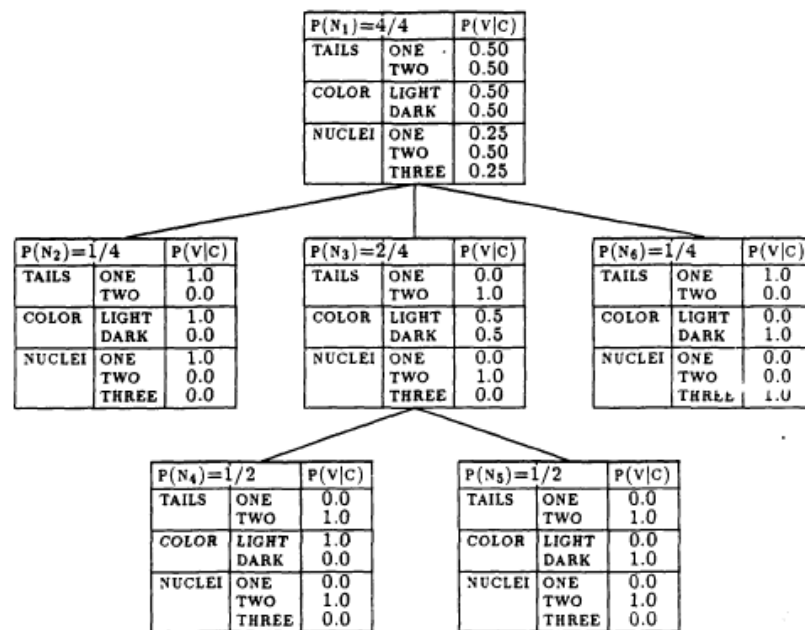 P(N₁)=4/4 P(V|C)
TAILS ONE 0.50
TWO 0.50
COLOR LIGHT 0.50
DARK 0.50
NUCLEI ONE 0.25
TWO 0.50
THREE 0.25
P(N₂)=1/4 P(V|C)
TAILS ONE 1.0
TWO 0.0
COLOR LIGHT 1.0
DARK 0.0
NUCLEI ONE 1.0
TWO 0.0
THREE 0.0
P(N₃)=2/4 P(V|C)
TAILS ONE 0.0
TWO 1.0
COLOR LIGHT 0.5
DARK 0.5
NUCLEI ONE 0.0
TWO 1.0
THREE 0.0
P(N₆)=1/4 P(V|C)
TAILS ONE 1.0
TWO 0.0
COLOR LIGHT 0.0
DARK 1.0
NUCLEI ONE 0.0
TWO 0.0
THREE 1.0
P(N₄)=1/2 P(V|C)
TAILS ONE 0.0
TWO 1.0
COLOR LIGHT 1.0
DARK 0.0
NUCLEI ONE 0.0
TWO 1.0
THREE 0.0
P(N₅)=1/2 P(V|C)
TAILS ONE 0.0
TWO 1.0
COLOR LIGHT 0.0
DARK 1.0
NUCLEI ONE 0.0
TWO 1.0
THREE 0.0